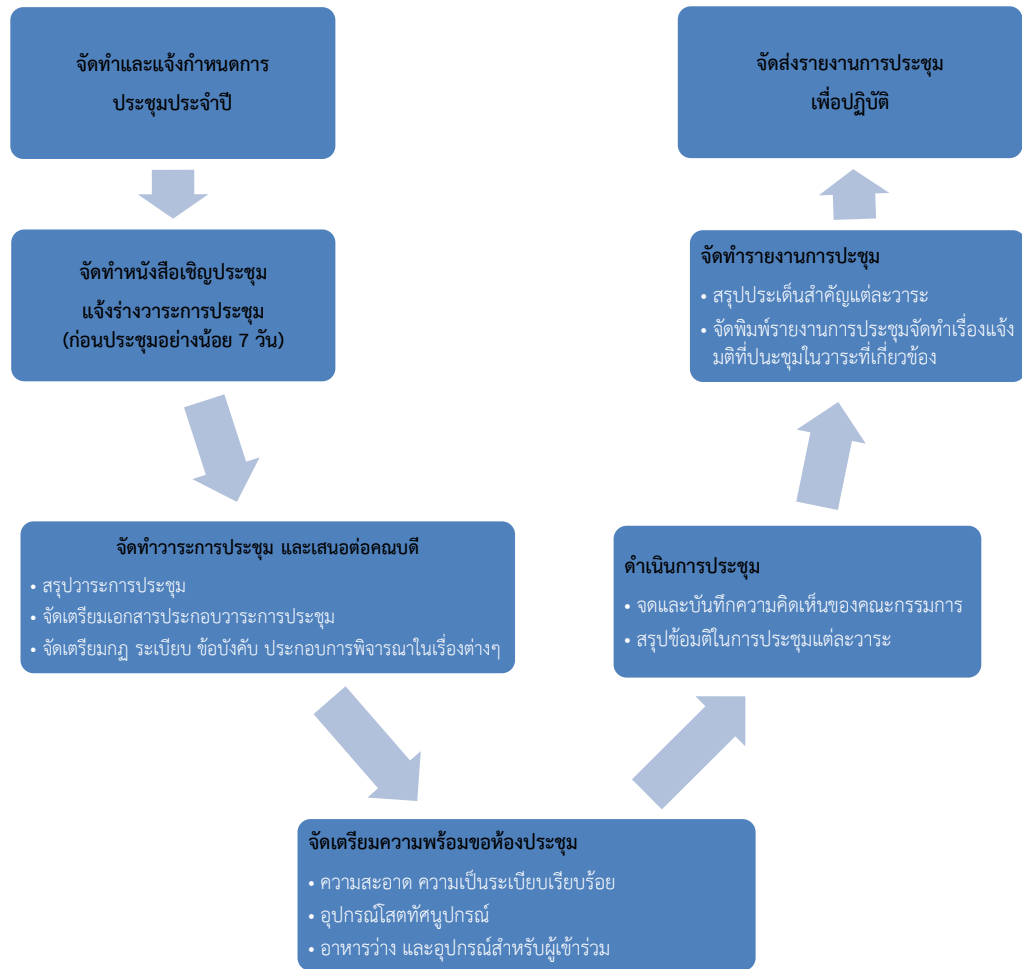 จัดทำและแจ้งกำหนดการ
ประชุมประจำปี
จัดทำหนังสือเชิญประชุม
แจ้งร่างวาระการประชุม
(ก่อนประชุมอย่างน้อย 7 วัน)
จัดทำวาระการประชุม และเสนอต่อคณบดี
• สรุปวาระการประชุม
• จัดเตรียมเอกสารประกอบวาระการประชุม
• จัดเตรียมกฏ ระเบียบ ข้อบังคับ ประกอบการพิจารณาในเรื่องต่างๆ
จัดเตรียมความพร้อมขอห้องประชุม
• ความสะอาด ความเป็นระเบียบเรียบร้อย
• อุปกรณ์โสตทัศนูปกรณ์
• อาหารว่าง และอุปกรณ์สำหรับผู้เข้าร่วม
ดำเนินการประชุม
• จดและบันทึกความคิดเห็นของคณะกรรมการ
• สรุปข้อมติในการประชุมแต่ละวาระ
จัดทำรายงานการปะชุม
• สรุปประเด็นสำคัญแต่ละวาระ
• จัดพิมพ์รายงานการประชุมจัดทำเรื่องแจ้ง
มติที่ปนะชุมในวาระที่เกี่ยวข้อง
จัดส่งรายงานการประชุม
เพื่อปฏิบัติ